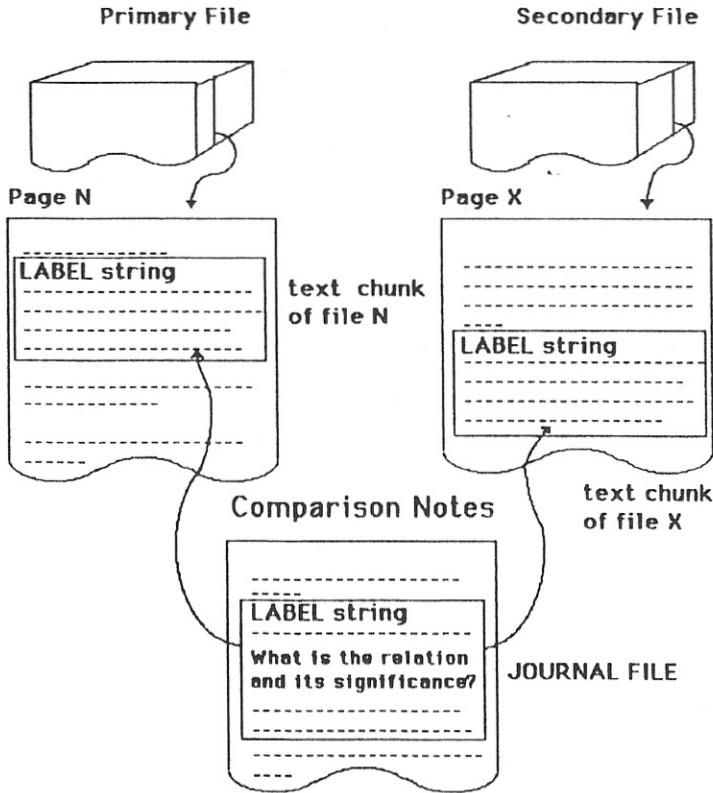 Primary File
Secondary File
Page N
Page X
LABEL string
text chunk
of file N
LABEL string
text chunk
of file X
Comparison Notes
LABEL string
What is the relation
and its significance?
JOURNAL FILE